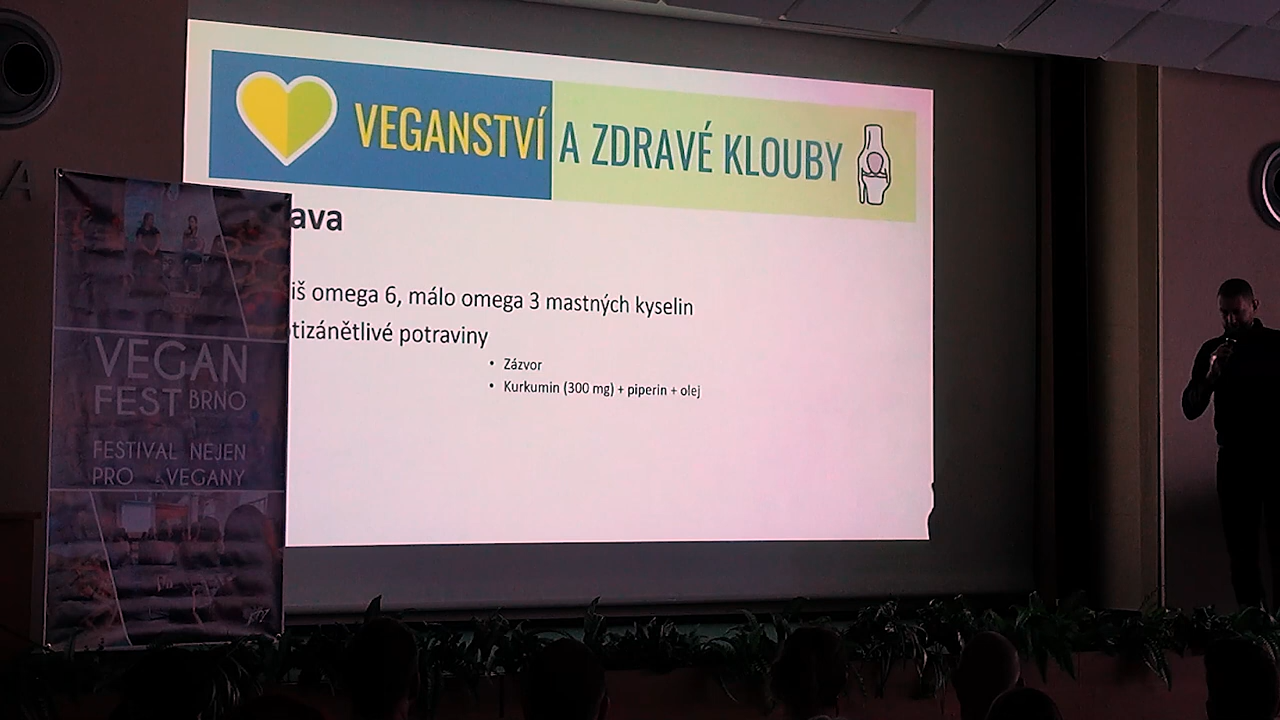 VEGANSTVÍ A ZDRAVÉ KLOUBY
ava
iš omega 6, málo omega 3 mastných kyselin
tizánětlivé potraviny
• Zázvor
• Kurkumin (300 mg) + piperin + olej
VEGAN
FEST BRNO
FESTIVAL NEJEN
PRO VEGANY
A